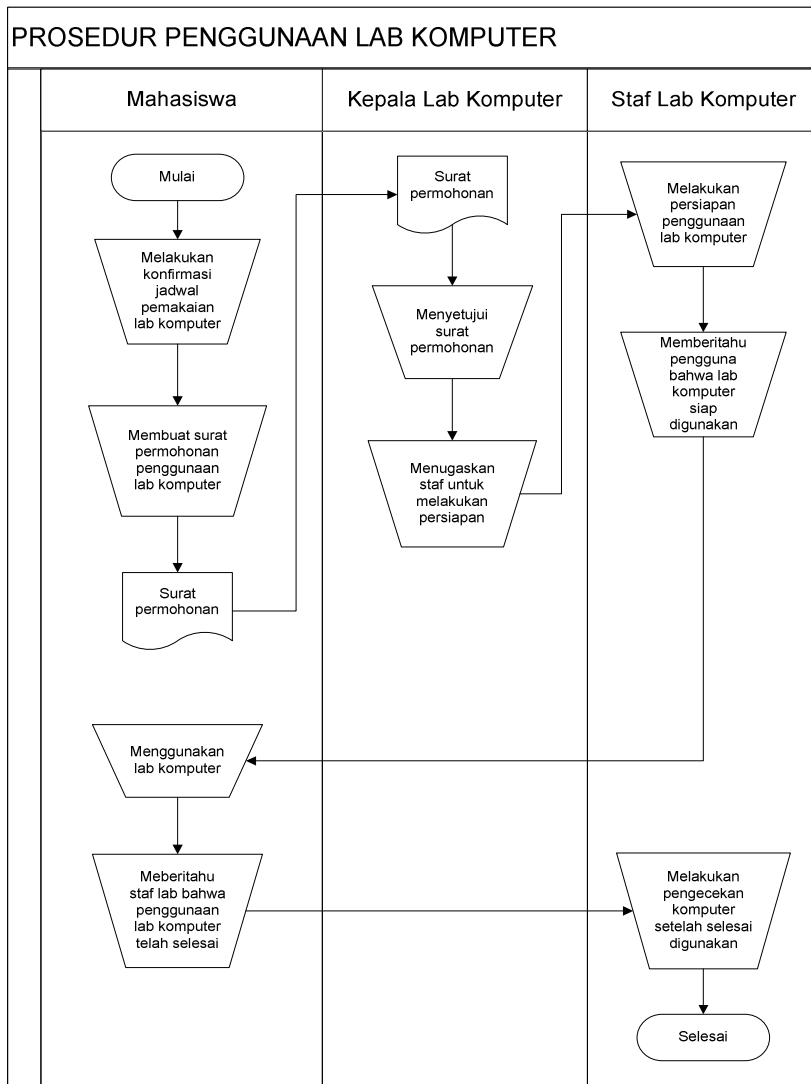 PROSEDUR PENGGUNAAN LAB KOMPUTER
Mahasiswa
Kepala Lab Komputer
Staf Lab Komputer
Mulai
Melakukan
konfirmasi
jadwal
pemakaian
lab komputer
Membuat surat
permohonan
penggunaan
lab komputer
Surat
permohonan
Surat
permohonan
Menyetujui
surat
permohonan
Menugaskan
staf untuk
melakukan
persiapan
Melakukan
persiapan
penggunaan
lab komputer
Memberitahu
pengguna
bahwa lab
komputer
siap
digunakan
Menggunakan
lab komputer
Meberitahu
staf lab bahwa
penggunaan
lab komputer
telah selesai
Melakukan
pengecekan
komputer
setelah selesai
digunakan
Selesai